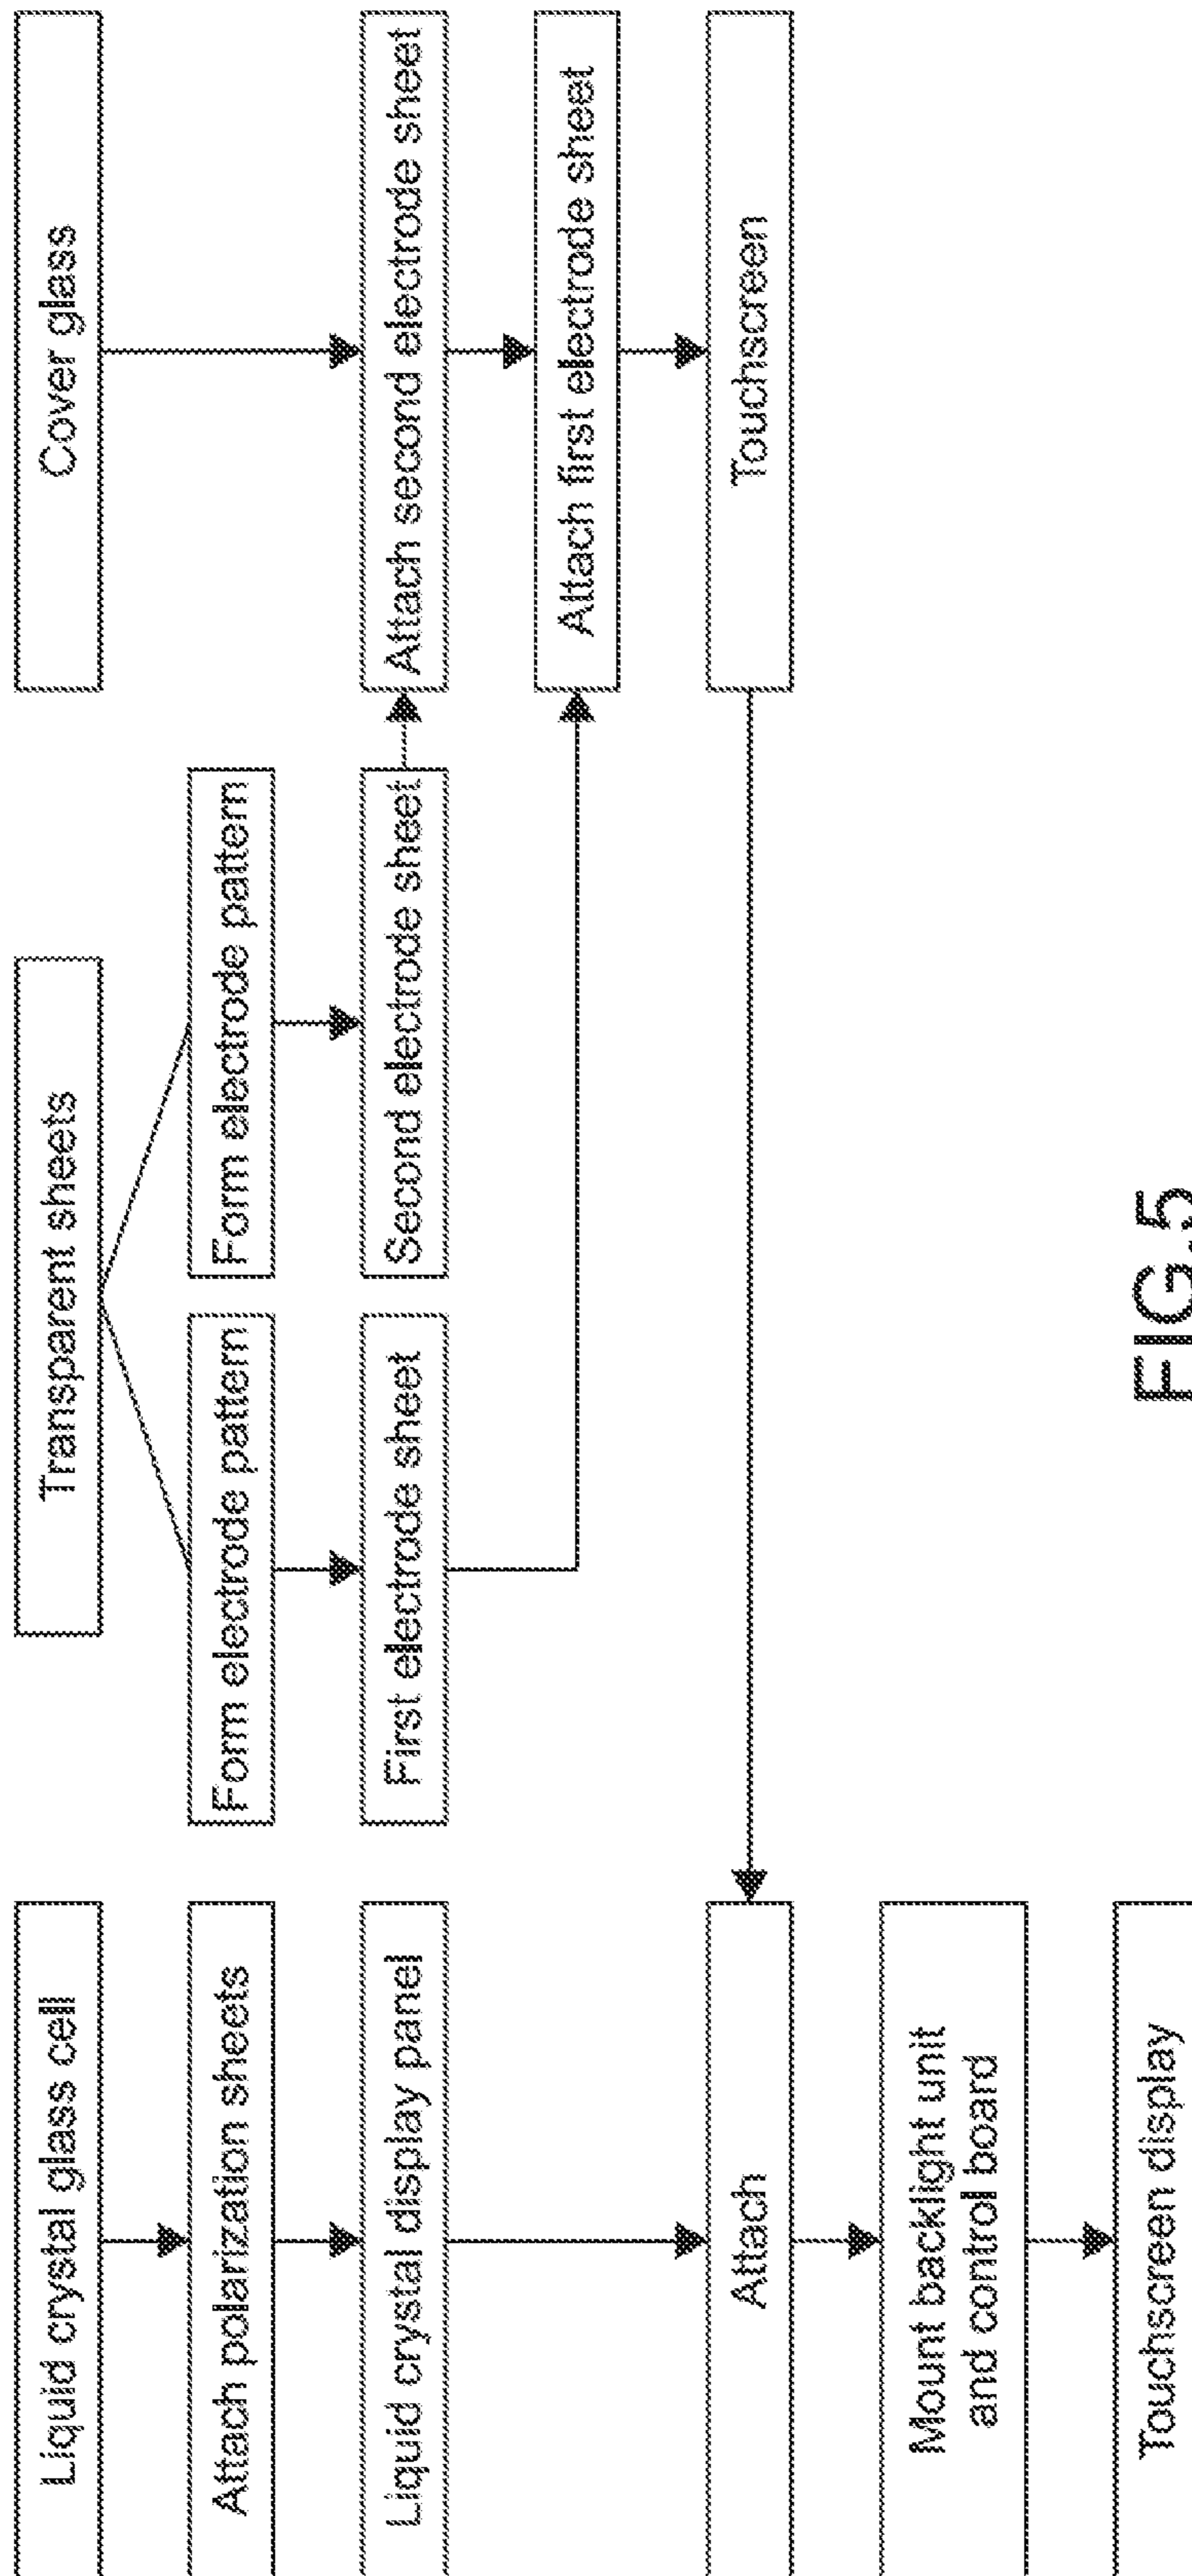 Liquid crystal glass cell
Attach polarization sheets
Liquid crystal display panel
Attach
Mount backlight unit
and control board
Touchscreen display
Transparent sheets
Form electrode pattern
First electrode sheet
Form electrode pattern
Second electrode sheet
Cover glass
Attach second electrode sheet
Attach first electrode sheet
Touchscreen
FIG.5